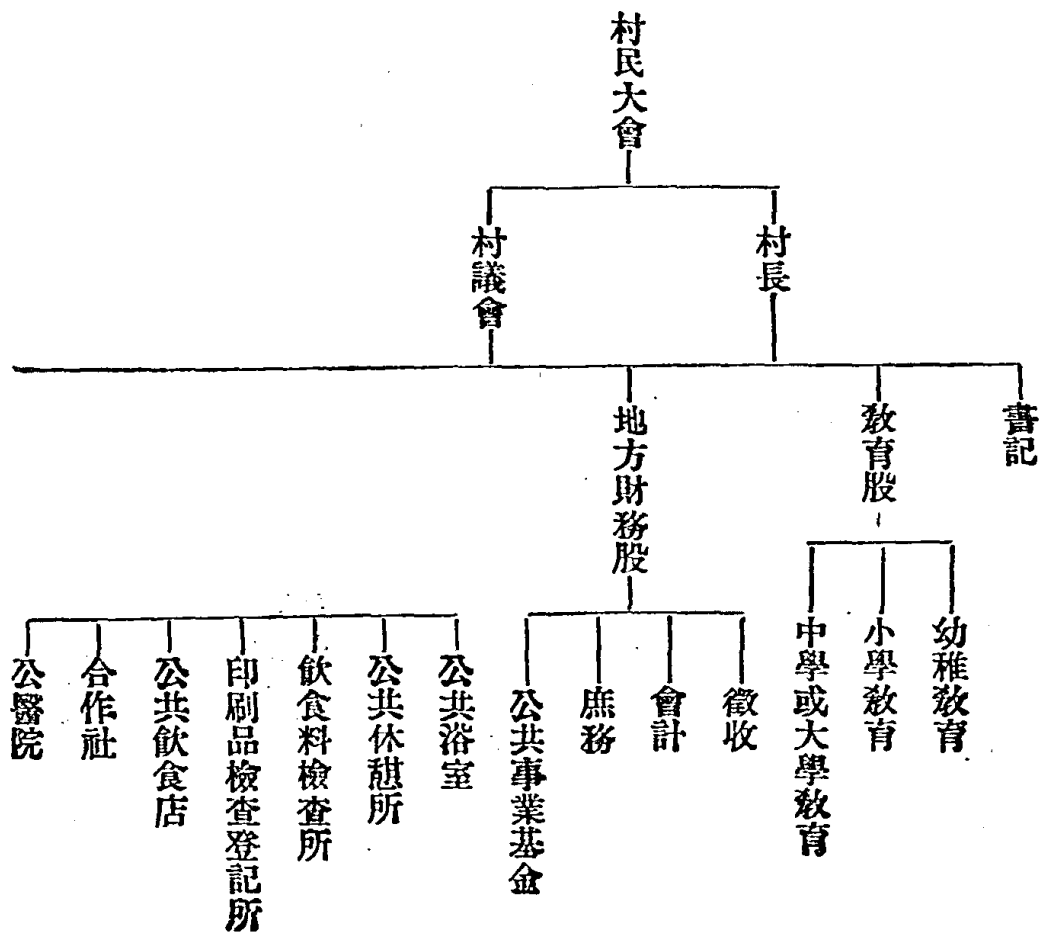 村民大會
村長
村議會
書記
教育股
地方財務股
幼稚教育
小學教育
中學或大學教育
徵收
會計
庶務
公共事業基金
公共浴室
公共休憩所
飲食料檢查所
印刷品檢查登記所
公共飲食店
合作社
公醫院